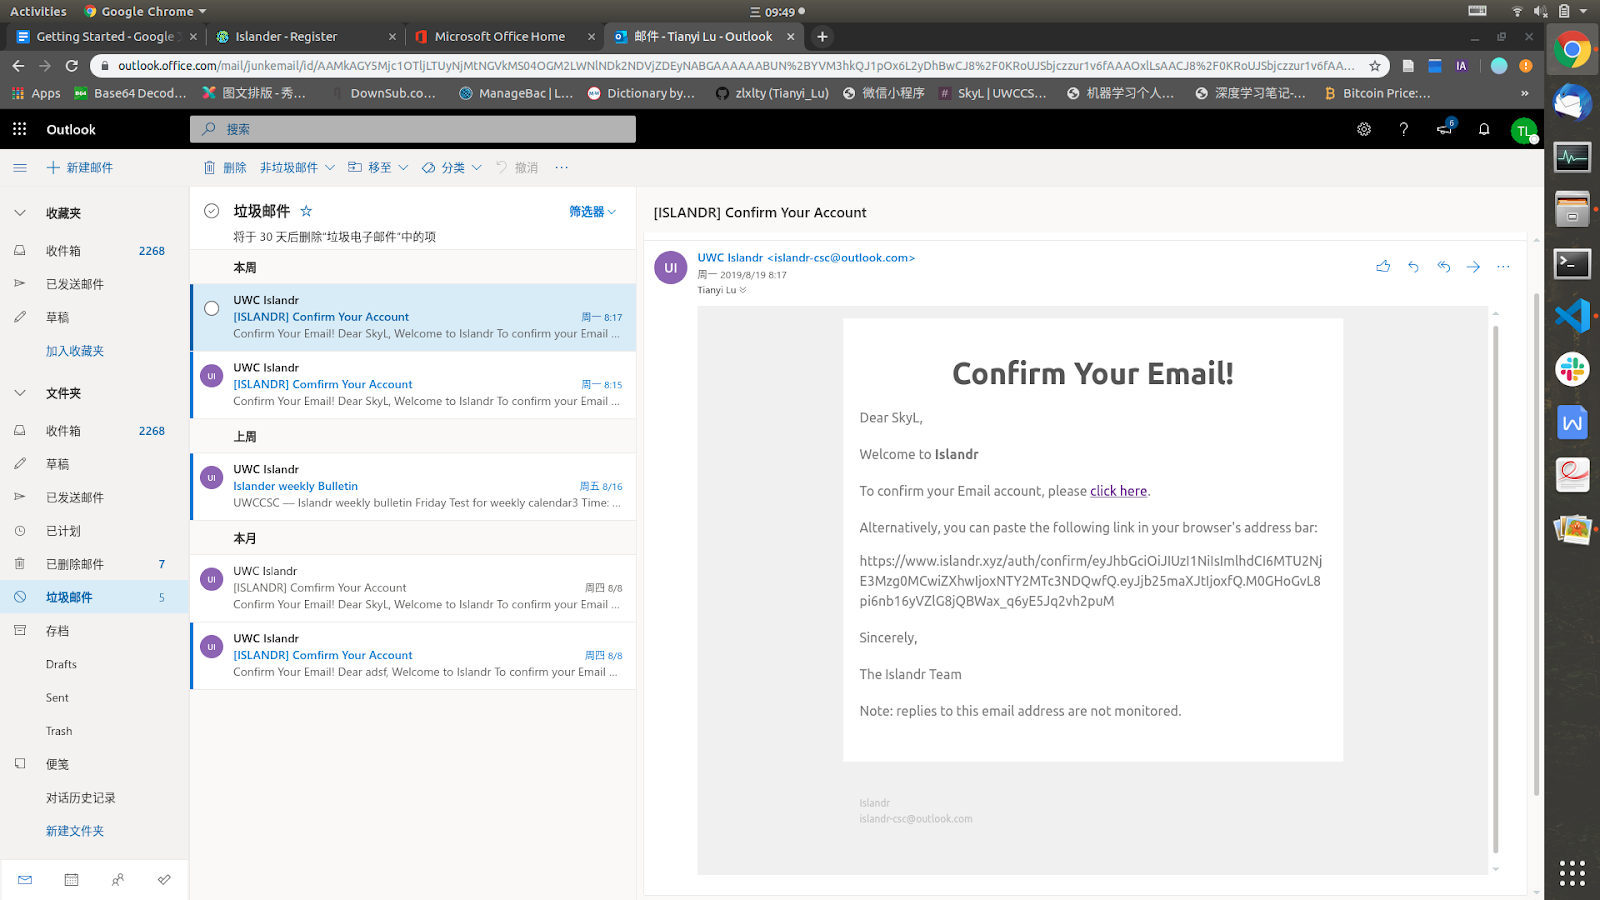 Activities Google Chrome 三 09:49
Getting Started - Google
Islander - Register
Microsoft Office Home
邮件 - Tianyi Lu - Outlook
outlook.office.com/mail/junkemail/id/AAMkAGY5Mjc1OTljLTUyNjMtNGVkMS04OGM2LWNlNDk2NDVjZDEyNABGAAAAAABUN%2BYVM3hkQJ1pOx6L2yDhBwCJ8%2F0KRoUJSbjczzur1v6fAAAOxlLsAACJ8%2F0KRoUJSbjczzur1v6fAA...
IA
Apps
Base64 Decod...
图文排版 - 秀...
DownSub.co...
ManageBac | L...
Dictionary by...
zlxlty (Tianyi_Lu)
微信小程序
SkyL | UWCCS...
机器学习个人...
深度学习笔记-...
Bitcoin Price:...
»
Outlook
搜索
6
TL
新建邮件
删除 非垃圾邮件 移至 分类 撤消 ···
收藏夹
收件箱 2268
已发送邮件
草稿
加入收藏夹
文件夹
收件箱 2268
草稿
已发送邮件
已计划
已删除邮件 7
垃圾邮件 5
存档
Drafts
Sent
Trash
便笺
对话历史记录
新建文件夹
垃圾邮件
筛选器
将于 30 天后删除“垃圾电子邮件”中的项
本周
UWC Islandr
[ISLANDR] Confirm Your Account 周一 8:17
Confirm Your Email! Dear SkyL, Welcome to Islandr To confirm your Email ...
UI
UWC Islandr
[ISLANDR] Comfirm Your Account 周一 8:15
Confirm Your Email! Dear SkyL, Welcome to Islandr To confirm your Email ...
上周
UI
UWC Islandr
Islander weekly Bulletin 周五 8/16
UWCCSC — Islandr weekly bulletin Friday Test for weekly calendar3 Time: ...
本月
UI
UWC Islandr
[ISLANDR] Comfirm Your Account 周四 8/8
Confirm Your Email! Dear SkyL, Welcome to Islandr To confirm your Email ...
UI
UWC Islandr
[ISLANDR] Comfirm Your Account 周四 8/8
Confirm Your Email! Dear adsf, Welcome to Islandr To confirm your Email ...
[ISLANDR] Confirm Your Account
UI
UWC Islandr <islandr-csc@outlook.com>
周一 2019/8/19 8:17
Tianyi Lu
Confirm Your Email!
Dear SkyL,
Welcome to Islandr
To confirm your Email account, please click here.
Alternatively, you can paste the following link in your browser's address bar:
https://www.islandr.xyz/auth/confirm/eyJhbGciOiJIUzI1NiIsImlhdCI6MTU2Nj
E3Mzg0MCwiZXhwIjoxNTY2MTc3NDQwfQ.eyJjb25maXJtIjoxfQ.M0GHoGvL8
pi6nb16yVZlG8jQBWax_q6yE5Jq2vh2puM
Sincerely,
The Islandr Team
Note: replies to this email address are not monitored.
Islandr
islandr-csc@outlook.com